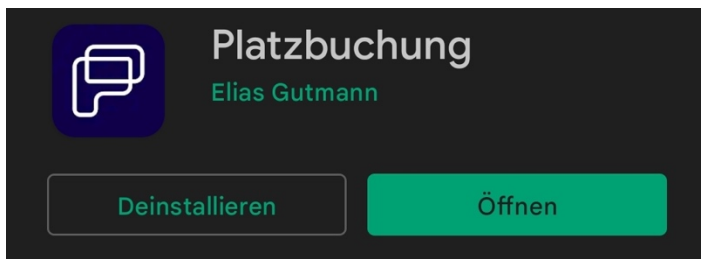 Platzbuchung
Elias Gutmann
Deinstallieren
Öffnen